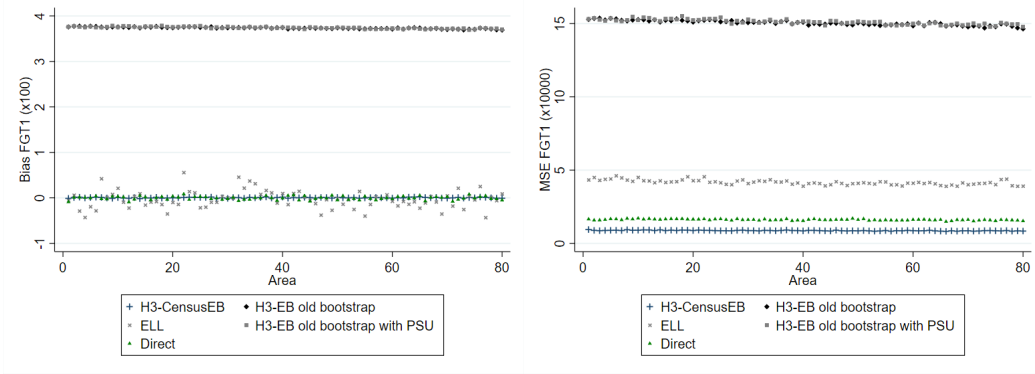 Bias FGT1 (x100)
4
3
2
1
0
-1
0 20 40 60 80
Area
H3-CensusEB H3-EB old bootstrap
ELL H3-EB old bootstrap with PSU
Direct
MSE FGT1 (x10000)
15
10
5
0
0 20 40 60 80
Area
H3-CensusEB H3-EB old bootstrap
ELL H3-EB old bootstrap with PSU
Direct